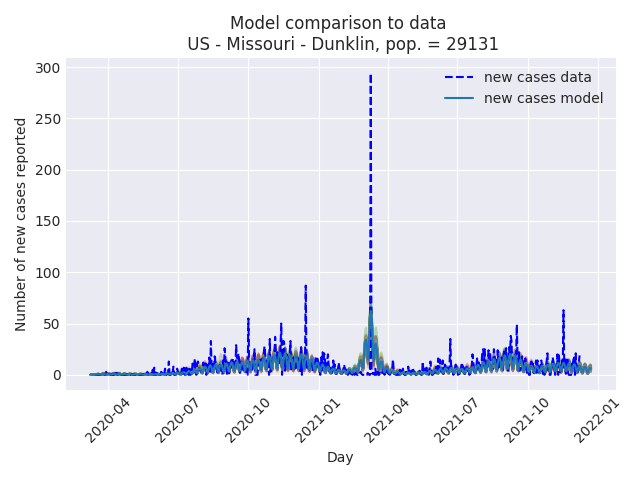 Model comparison to data
US - Missouri - Dunklin, pop. = 29131
new cases data
new cases model
Number of new cases reported
300
250
200
150
100
50
0
2020-04
2020-07
2020-10
2021-01
2021-04
2021-07
2021-10
2022-01
Day